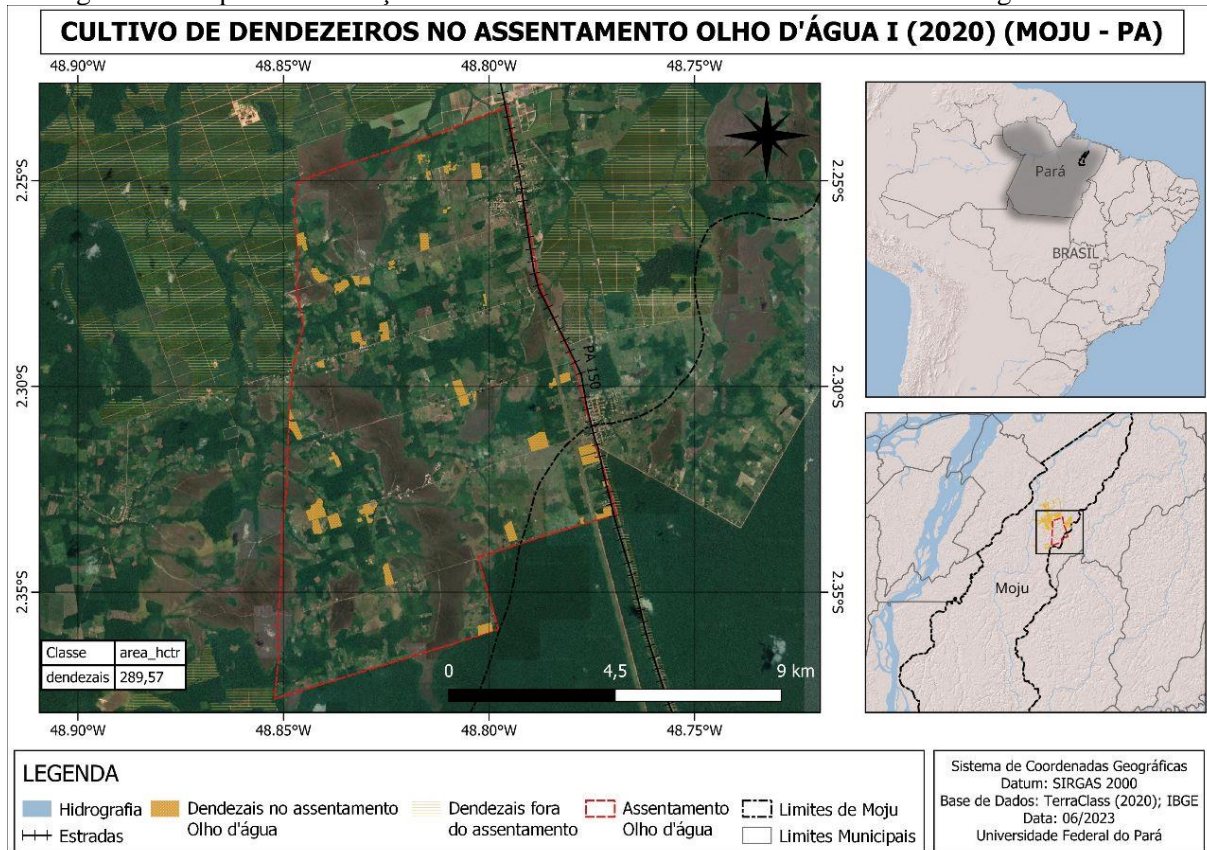 CULTIVO DE DENDEZEIROS NO ASSENTAMENTO OLHO D'ÁGUA I (2020) (MOJU - PA)
48.90°W 48.85°W 48.80°W 48.75°W
2.25°S
2.30°S
2.35°S
PA 150
2.25°S
2.30°S
2.35°S
Classe area_hctr
dendezais 289,57
0 4,5 9 km
48.90°W 48.85°W 48.80°W 48.75°W
Pará
BRASIL
Moju
LEGENDA
Hidrografia
Estradas
Dendezais no assentamento
Olho d'água
Dendezais fora
do assentamento
Assentamento
Olho d'água
Limites de Moju
Limites Municipais
Sistema de Coordenadas Geográficas
Datum: SIRGAS 2000
Base de Dados: TerraClass (2020); IBGE
Data: 06/2023
Universidade Federal do Pará